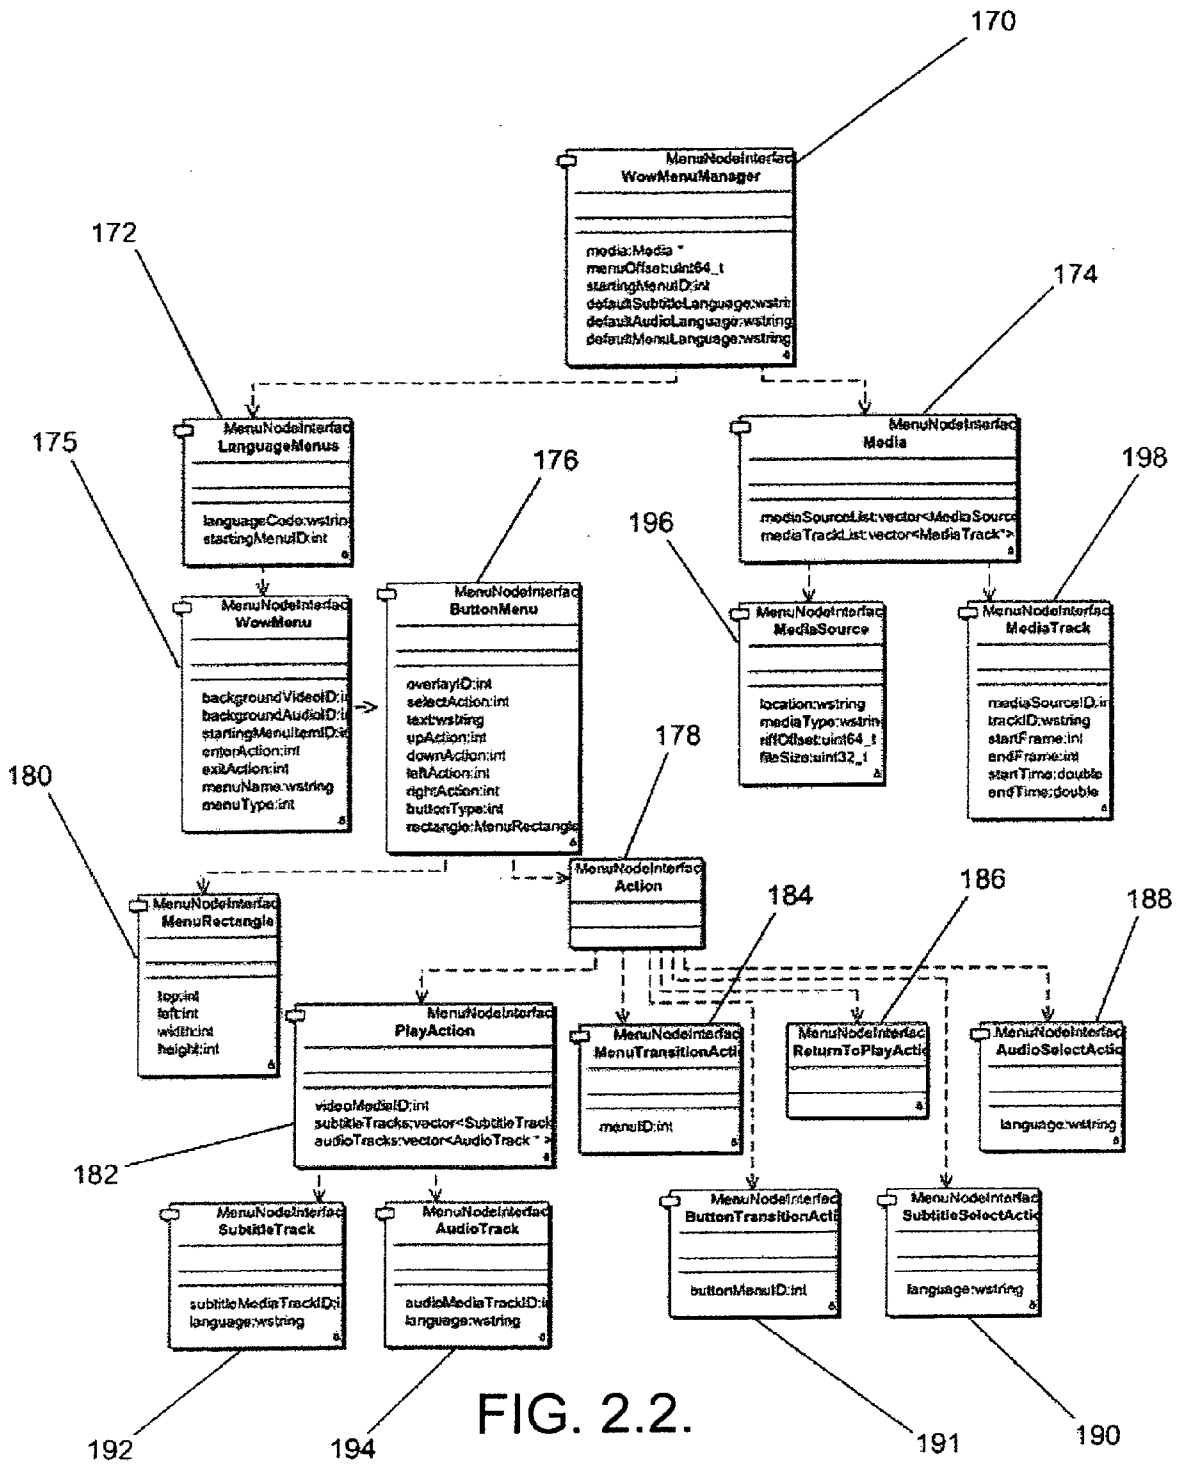 170
MenuNodeInterfac
WowMenuManager
media:Media *
menuOffset:uint64_t
startingMenuID:int
defaultSubtitleLanguage:wstrin
defaultAudioLanguage:wstring
defaultMenuLanguage:wstring
172
MenuNodeInterfac
LanguageMenus
languageCode:wstring
startingMenuID:int
174
MenuNodeInterfac
Media
mediaSourceList:vector<MediaSource
mediaTrackList:vector<MediaTrack*>
175
MenuNodeInterfac
WowMenu
backgroundVideoID:in
backgroundAudioID:in
startingMenuItemID:in
enterAction:int
exitAction:int
menuName:wstring
menuType:int
176
MenuNodeInterfac
ButtonMenu
overlayID:int
selectAction:int
text:wstring
upAction:int
downAction:int
leftAction:int
rightAction:int
buttonType:int
rectangle:MenuRectangle
196
MenuNodeInterfac
MediaSource
location:wstring
mediaType:wstring
riffOffset:uint64_t
fileSize:uint32_t
198
MenuNodeInterfac
MediaTrack
mediaSourceID:in
trackID:wstring
startFrame:int
endFrame:int
startTime:double
endTime:double
178
MenuNodeInterfac
Action
180
MenuNodeInterfac
MenuRectangle
top:int
left:int
width:int
height:int
182
MenuNodeInterfac
PlayAction
videoMediaID:int
subtitleTracks:vector<SubtitleTrack
audioTracks:vector<AudioTrack * >
184
MenuNodeInterfac
MenuTransitionActi
menuID:int
186
MenuNodeInterfac
ReturnToPlayActio
188
MenuNodeInterfac
AudioSelectActio
language:wstring
MenuNodeInterfac
SubtitleTrack
subtitleMediaTrackID:i
language:wstring
192
MenuNodeInterfac
AudioTrack
audioMediaTrackID:in
language:wstring
194
MenuNodeInterfac
ButtonTransitionActi
buttonMenuID:int
191
MenuNodeInterfac
SubtitleSelectActio
language:wstring
190
FIG. 2.2.